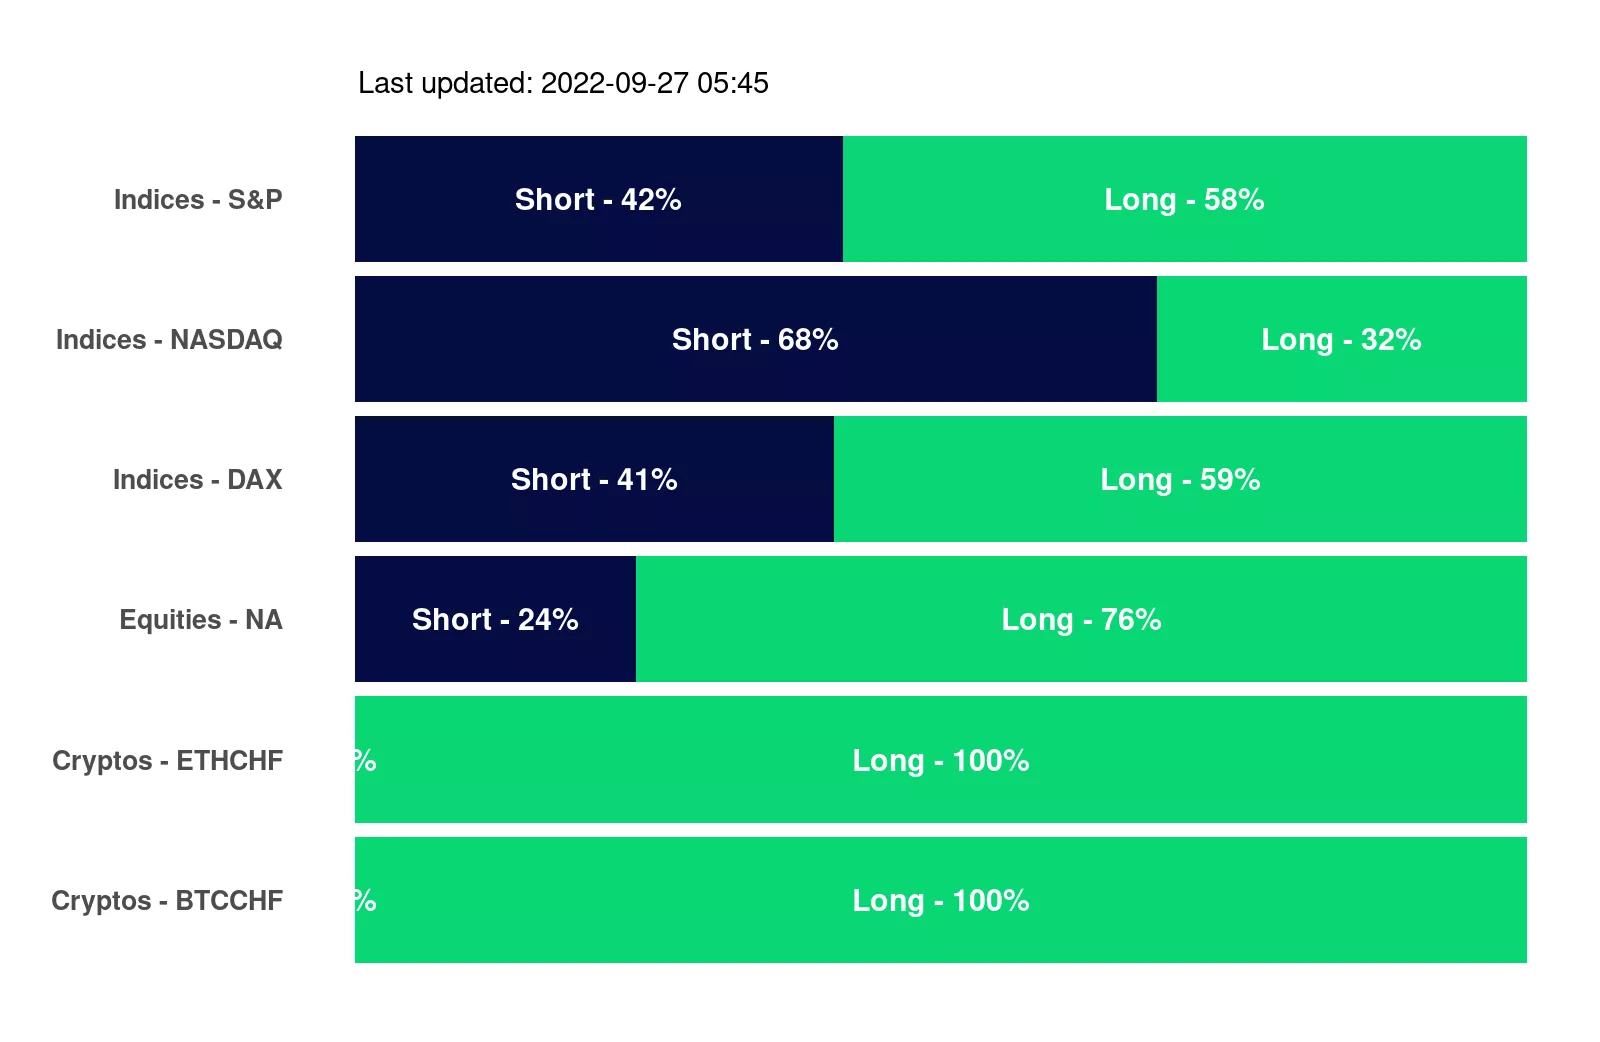 Last updated: 2022-09-27 05:45
Indices - S&P Short - 42% Long - 58%
Indices - NASDAQ Short - 68% Long - 32%
Indices - DAX Short - 41% Long - 59%
Equities - NA Short - 24% Long - 76%
Cryptos - ETHCHF % Long - 100%
Cryptos - BTCCHF % Long - 100%